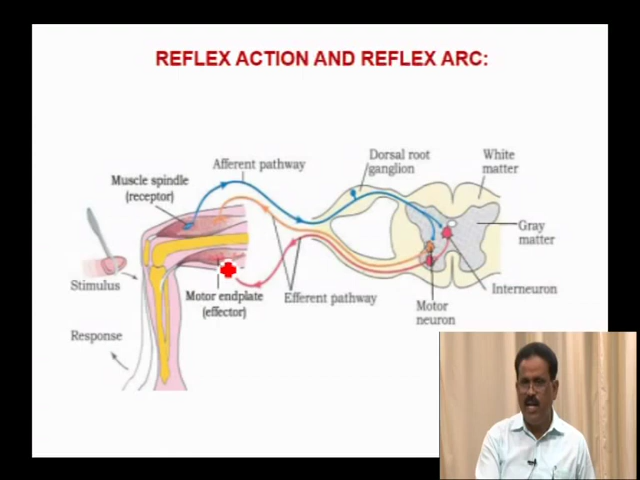 REFLEX ACTION AND REFLEX ARC:
Afferent pathway
Dorsal root
ganglion
White
matter
Muscle spindle
(receptor)
Gray
matter
Stimulus
Interneuron
Motor endplate
(effector)
Efferent pathway
Motor
neuron
Response